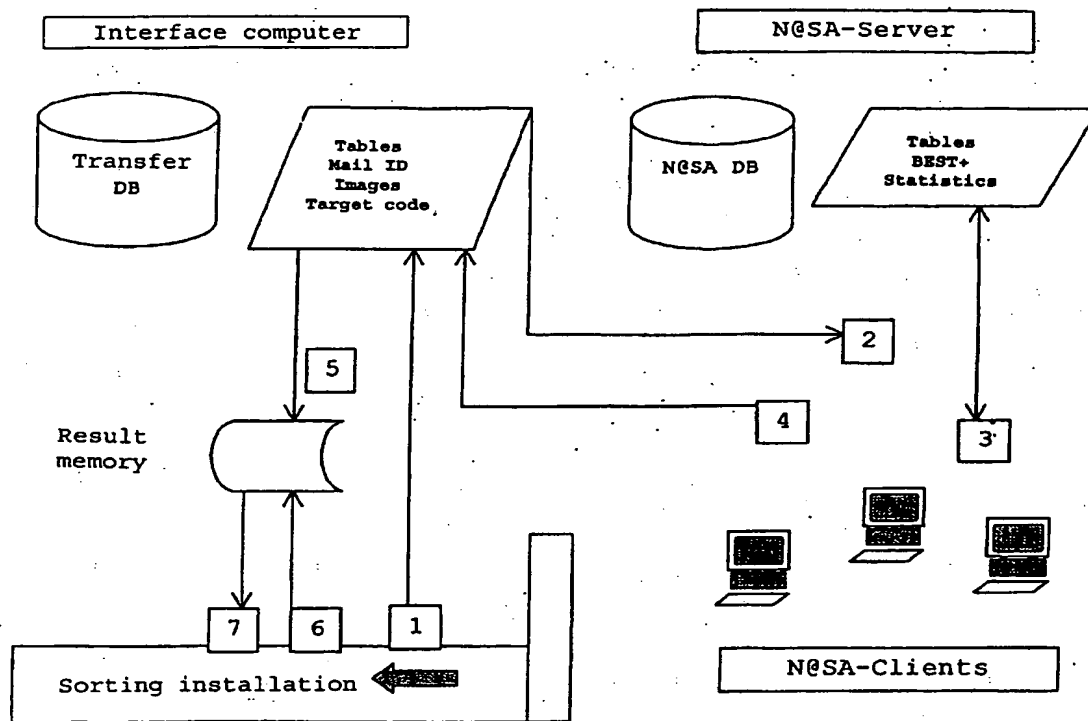 Interface computer
N@SA-Server
Transfer
DB
Tables
Mail ID
Images
Target code
N@SA DB
Tables
BEST+
Statistics
2
5
4
3
Result
memory
7
6
1
Sorting installation
N@SA-Clients